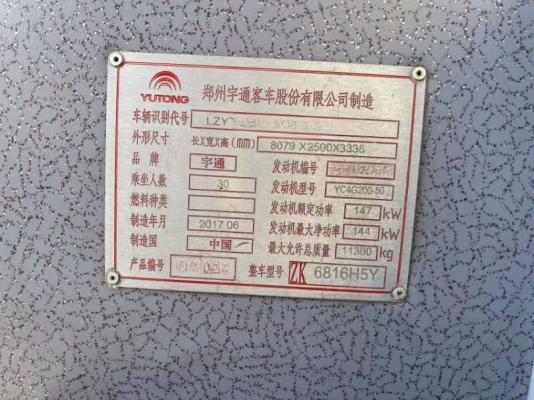 YUTONG 郑州宇通客车股份有限公司制造
车辆识别代号 LZY
外形尺寸 长X宽X高(mm) 8079X2500X3335
品牌 宇通 发动机编号
乘坐人数 30 发动机型号 YC4G200-50
燃料种类 发动机额定功率 147 kW
制造年月 2017 06 发动机最大净功率 144 kW
制造国 中国 最大允许总质量 11300 kg
产品编号 整车型号 ZK 6816H5Y